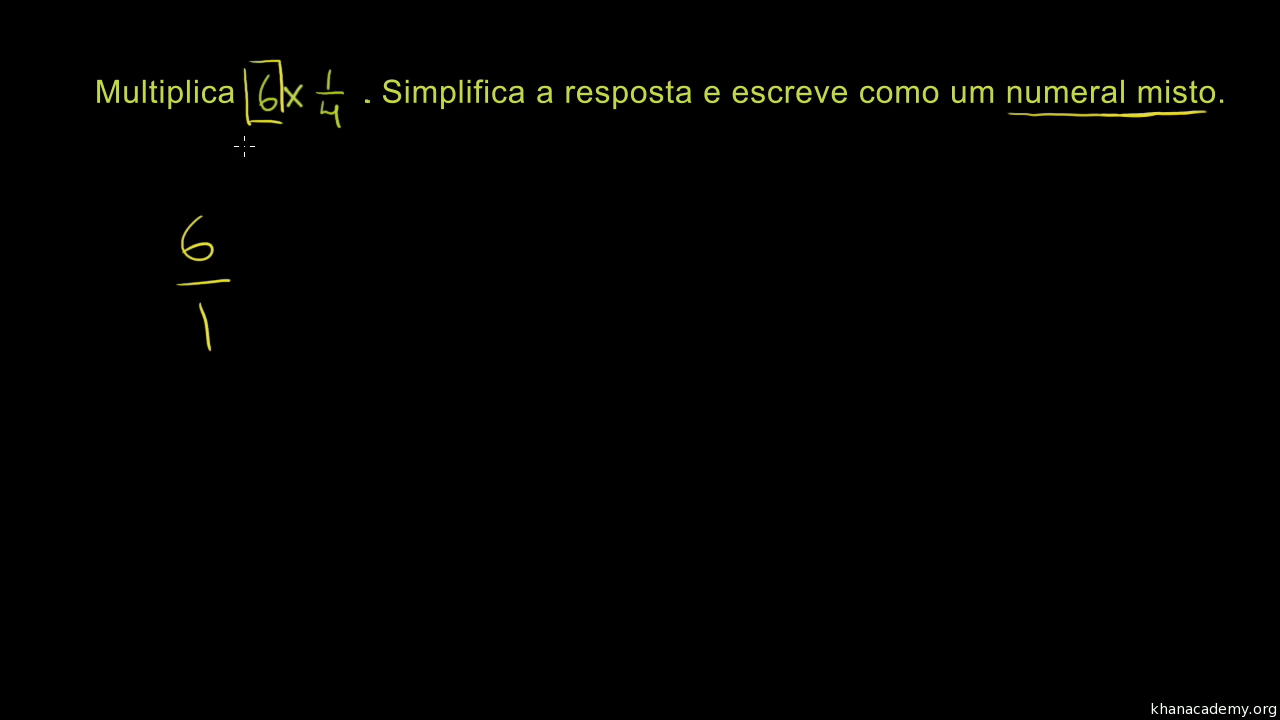 Multiplica 6 x 1/4 . Simplifica a resposta e escreve como um numeral misto.
6
1
khanacademy.org